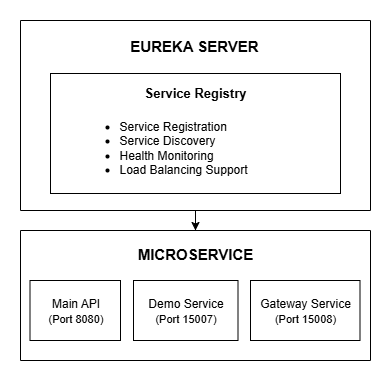 EUREKA SERVER
Service Registry
• Service Registration
• Service Discovery
• Health Monitoring
• Load Balancing Support
MICROSERVICE
Main API
(Port 8080)
Demo Service
(Port 15007)
Gateway Service
(Port 15008)